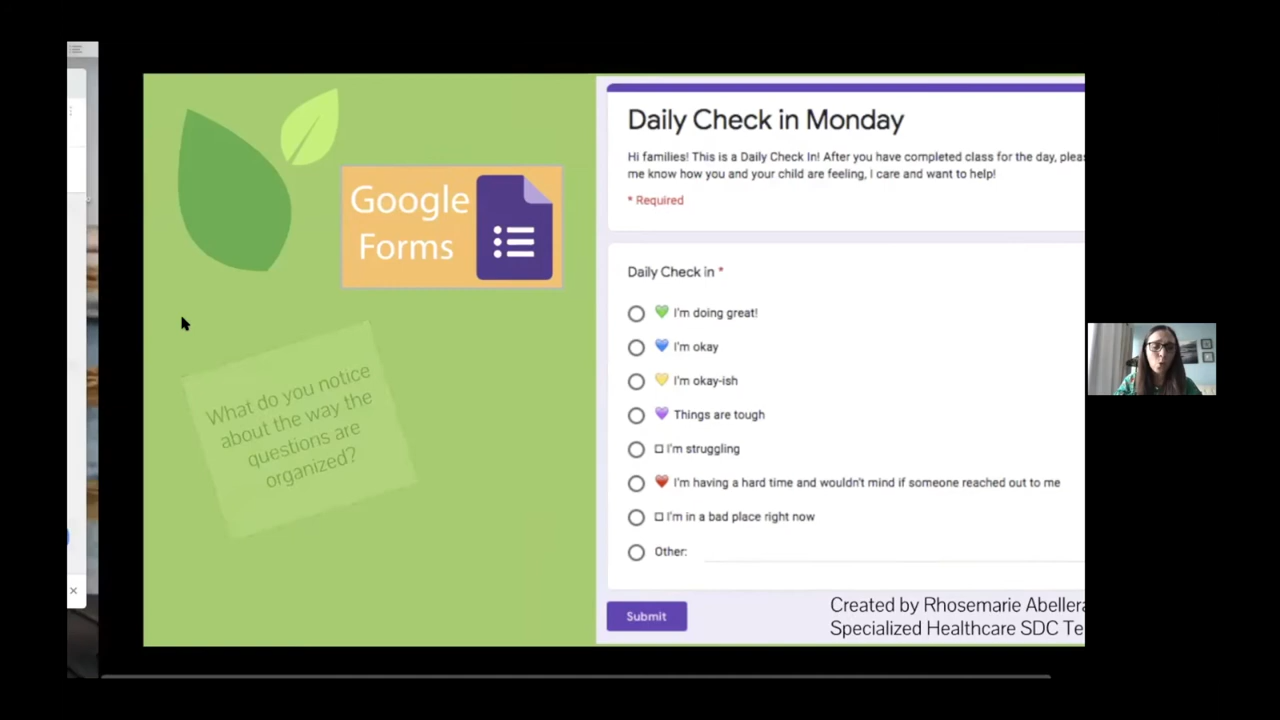 Google
Forms
What do you notice
about the way the
questions are
organized?
Daily Check in Monday
Hi families! This is a Daily Check In! After you have completed class for the day, plea
me know how you and your child are feeling, I care and want to help!
* Required
Daily Check in *
💚 I'm doing great!
💙 I'm okay
💛 I'm okay-ish
💜 Things are tough
□ I'm struggling
❤️ I'm having a hard time and wouldn't mind if someone reached out to me
□ I'm in a bad place right now
Other:
Submit
Created by Rhosemarie Abellera
Specialized Healthcare SDC Te